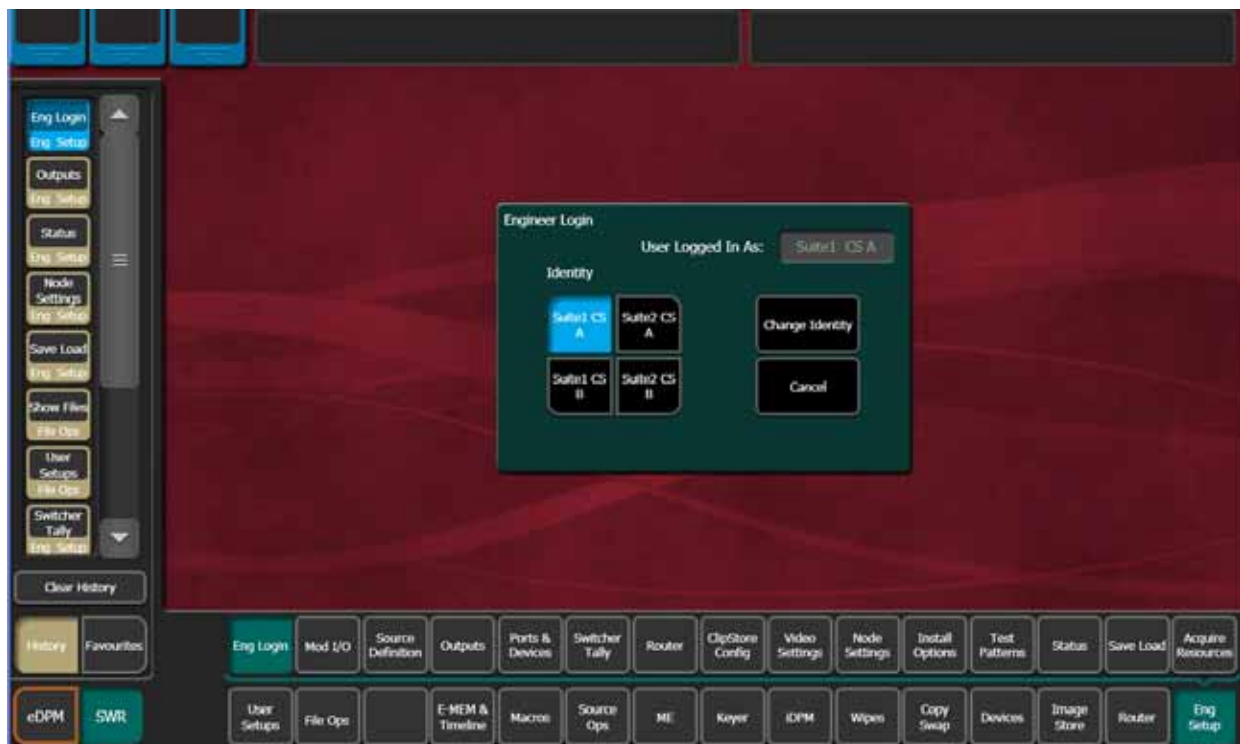 Eng Login
Eng Setup
Outputs
Eng Setup
Status
Eng Setup
Node
Settings
Eng Setup
Save Load
Eng Setup
Show Files
File Ops
User
Setups
File Ops
Switcher
Tally
Eng Setup
Clear History
History
Favourites
Engineer Login
User Logged In As:
Suite1 CS A
Identity
Suite1 CS
A
Suite2 CS
A
Change Identity
Suite1 CS
B
Suite2 CS
B
Cancel
Eng Login
Mod I/O
Source
Definition
Outputs
Ports &
Devices
Switcher
Tally
Router
ClipStore
Config
Video
Settings
Node
Settings
Install
Options
Test
Patterns
Status
Save Load
Acquire
Resources
eDPM
SWR
User
Setups
File Ops
E-MEM &
Timeline
Macros
Source
Ops
ME
Keyer
iDPM
Wipes
Copy
Swap
Devices
Image
Store
Router
Eng
Setup